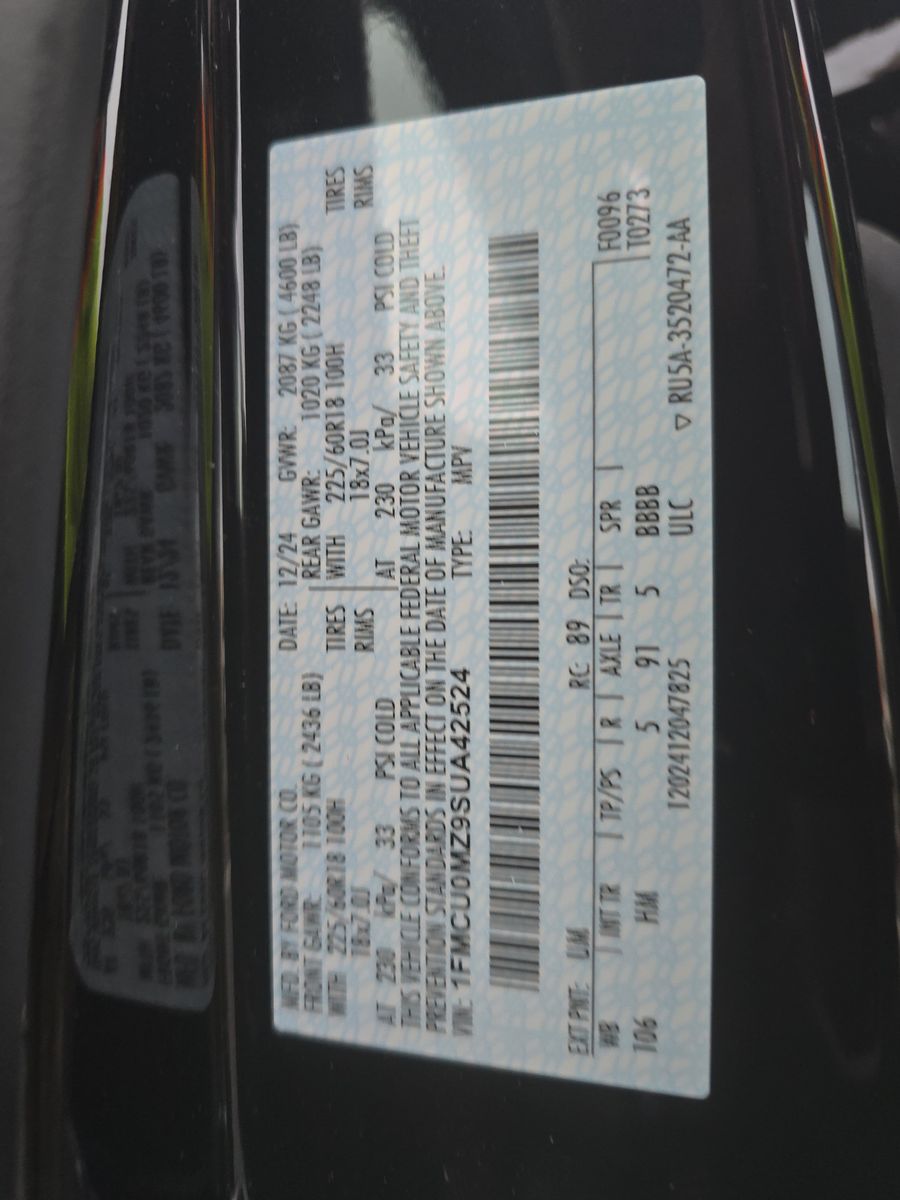 MFD. BY FORD MOTOR CO. DATE: 12/24 GVWR: 2087 KG ( 4600 LB)
FRONT GAWR: 1105 KG ( 2436 LB) REAR GAWR: 1020 KG ( 2248 LB)
WITH 225/60R18 100H TIRES WITH 225/60R18 100H TIRES
18x7.0J RIMS 18x7.0J RIMS
AT 230 kPa/ 33 PSI COLD AT 230 kPa/ 33 PSI COLD
THIS VEHICLE CONFORMS TO ALL APPLICABLE FEDERAL MOTOR VEHICLE SAFETY AND THEFT
PREVENTION STANDARDS IN EFFECT ON THE DATE OF MANUFACTURE SHOWN ABOVE.
VIN: 1FMCU0MZ9SUA42524 TYPE: MPV
EXT PNT: UM RC: 89 DSO: F0096
WB | INT TR | TP/PS | R | AXLE | TR | SPR | T0273
106 HM 5 91 5 BBBB
1202412047825 ULC ▽ RU5A-3520472-AA